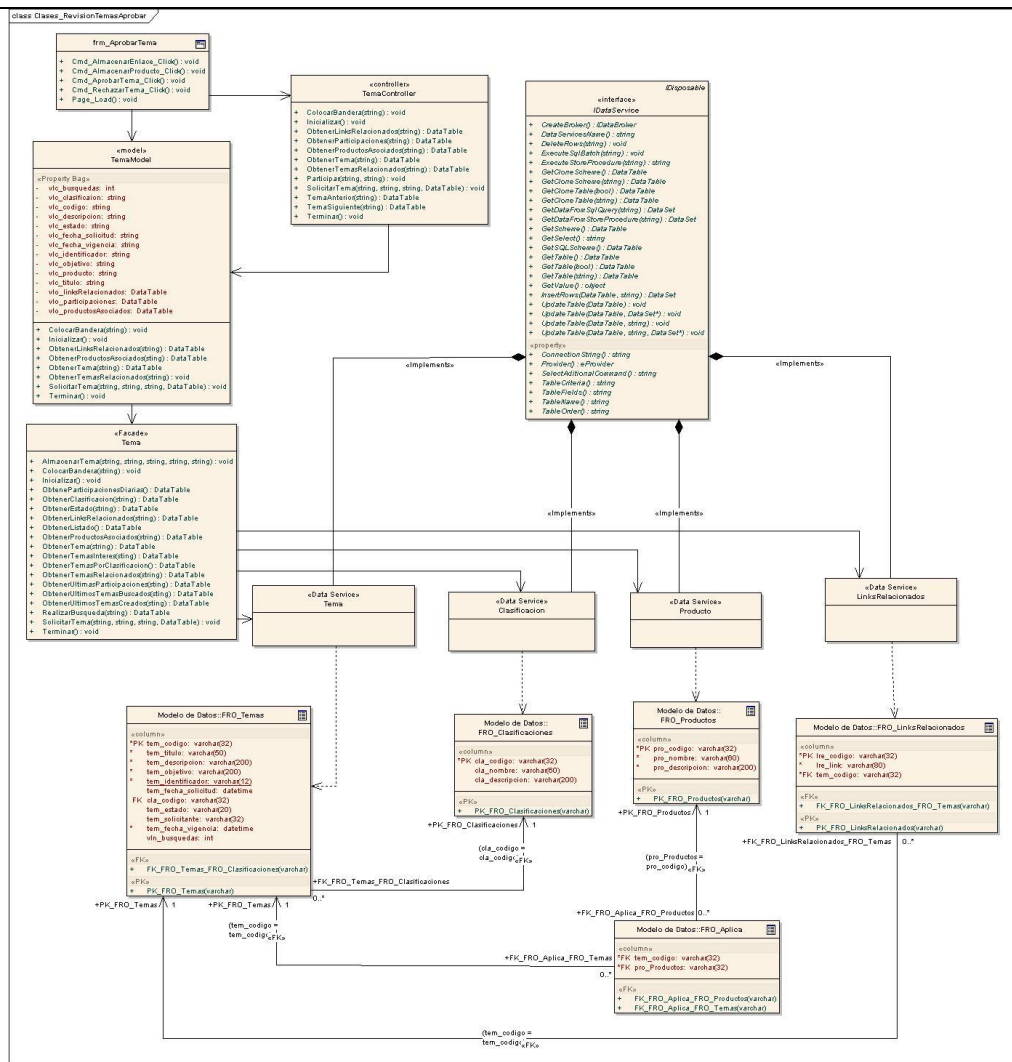 class Clases_RevisionTemasAprobar
frm_AprobarTema
+ Cmd_AlmacenarEnlace_Click() : void
+ Cmd_AlmacenarProducto_Click() : void
+ Cmd_AprobarTema_Click() : void
+ Cmd_RechazarTema_Click() : void
+ Page_Load() : void
«controller»
TemaController
+ ColocarBandera(string) : void
+ Inicializar() : void
+ ObtenerLinksRelacionados(string) : DataTable
+ ObtenerParticipaciones(string) : DataTable
+ ObtenerProductosAsociados(string) : DataTable
+ ObtenerTema(string) : DataTable
+ ObtenerTemasRelacionados(string) : DataTable
+ Participar(string, string) : void
+ SolicitarTema(string, string, string, DataTable) : void
+ TemaAnterior(string) : DataTable
+ TemaSiguiente(string) : DataTable
+ Terminar() : void
IDisposable
«interface»
IDataService
+ CreateBroker() : IDataBroker
+ DataServicesName() : string
+ DeleteRows(string) : void
+ ExecuteSqlBatch(string) : void
+ ExecuteStoreProcedure(string) : string
+ GetCloneScheme() : DataTable
+ GetCloneScheme(string) : DataTable
+ GetCloneTable(bool) : DataTable
+ GetCloneTable(string) : DataTable
+ GetDataFromSqlQuery(string) : DataSet
+ GetDataFromStoreProcedure(string) : DataSet
+ GetScheme() : DataTable
+ GetSelect() : string
+ GetSQLScheme() : DataTable
+ GetTable() : DataTable
+ GetTable(bool) : DataTable
+ GetTable(string) : DataTable
+ GetValue() : object
+ InsertRows(DataTable, string) : DataSet
+ UpdateTable(DataTable) : void
+ UpdateTable(DataTable, DataSet*) : void
+ UpdateTable(DataTable, string) : void
+ UpdateTable(DataTable, string, DataSet*) : void
«property»
+ ConnectionString() : string
+ Provider() : eProvider
+ SelectAditionalCommand() : string
+ TableCriteria() : string
+ TableFields() : string
+ TableName() : string
+ TableOrder() : string
«model»
TemaModel
«Property Bag»
- vlc_busquedas: int
- vlc_clasificaion: string
- vlc_codigo: string
- vlc_desripcion: string
- vlc_estado: string
- vlc_fecha_solicitud: string
- vlc_fecha_vigencia: string
- vlc_identificador: string
- vlc_objetivo: string
- vlc_producto: string
- vlc_titulo: string
- vlo_linksRelacionados: DataTable
- vlo_participaciones: DataTable
- vlo_productosAsociados: DataTable
+ ColocarBandera(string) : void
+ Inicializar() : void
+ ObtenerLinksRelacionados(sting) : DataTable
+ ObtenerProductosAsociados(sting) : DataTable
+ ObtenerTema(string) : DataTable
+ ObtenerTemasRelacionados(string) : void
+ SolicitarTema(string, string, string, DataTable) : void
+ Terminar() : void
«Implements»
«Implements»
«Facade»
Tema
+ AlmacenarTema(string, string, string, string, string) : void
+ ColocarBandera(string) : void
+ Inicializar() : void
+ ObteneParticipacionesDiarias() : DataTable
+ ObtenerClasificacion(string) : DataTable
+ ObtenerEstado(string) : DataTable
+ ObtenerLinksRelacionados(string) : DataTable
+ ObtenerListado() : DataTable
+ ObtenerProductosAsociados(string) : DataTable
+ ObtenerTema(string) : DataTable
+ ObtenerTemasInteres(sting) : DataTable
+ ObtenerTemasPorClasificacion() : DataTable
+ ObtenerTemasRelacionados(string) : DataTable
+ ObtenerUltimasParticipaciones(string) : DataTable
+ ObtenerUltimosTemasBuscados(string) : DataTable
+ ObtenerUltimosTemasCreados(string) : DataTable
+ RealizarBusqueda(string) : DataTable
+ SolicitarTema(string, string, string, DataTable) : void
+ Terminar() : void
«Implements»
«Implements»
«Data Service»
Tema
«Data Service»
Clasificacion
«Data Service»
Producto
«Data Service»
LinksRelacionados
Modelo de Datos::FRO_Temas
«column»
*PK tem_codigo: varchar(32)
* tem_titulo: varchar(50)
* tem_descripcion: varchar(200)
* tem_objetivo: varchar(200)
tem_identificador: varchar(12)
tem_fecha_solicitud: datetime
FK cla_codigo: varchar(32)
tem_estado: varchar(20)
tem_solicitante: varchar(32)
* tem_fecha_vigencia: datetime
vln_busquedas: int
«FK»
+ FK_FRO_Temas_FRO_Clasificaciones(varchar)
«PK»
+ PK_FRO_Temas(varchar)
Modelo de Datos::
FRO_Clasificaciones
«column»
*PK cla_codigo: varchar(32)
cla_nombre: varchar(60)
cla_descripcion: varchar(200)
«PK»
+ PK_FRO_Clasificaciones(varchar)
Modelo de Datos::
FRO_Productos
«column»
*PK pro_codigo: varchar(32)
* pro_nombre: varchar(60)
* pro_descripcion: varchar(200)
«PK»
+ PK_FRO_Productos(varchar)
Modelo de Datos::FRO_LinksRelacionados
«column»
*PK lre_codigo: varchar(32)
* lre_link: varchar(80)
*FK tem_codigo: varchar(32)
«FK»
+ FK_FRO_LinksRelacionados_FRO_Temas(varchar)
«PK»
+ PK_FRO_LinksRelacionados(varchar)
+PK_FRO_Clasificaciones 1
+PK_FRO_Productos 1
+FK_FRO_LinksRelacionados_FRO_Temas 0..*
(cla_codigo =
cla_codigo)
«FK»
(pro_Productos =
pro_codigo)
«FK»
+FK_FRO_Temas_FRO_Clasificaciones
0..*
+PK_FRO_Temas 1
+PK_FRO_Temas 1
+FK_FRO_Aplica_FRO_Productos 0..*
(tem_codigo =
tem_codigo
«FK»
Modelo de Datos::FRO_Aplica
«column»
*FK tem_codigo: varchar(32)
*FK pro_Productos: varchar(32)
«FK»
+ FK_FRO_Aplica_FRO_Productos(varchar)
+ FK_FRO_Aplica_FRO_Temas(varchar)
+FK_FRO_Aplica_FRO_Temas
0..*
(tem_codigo =
tem_codigo
«FK»